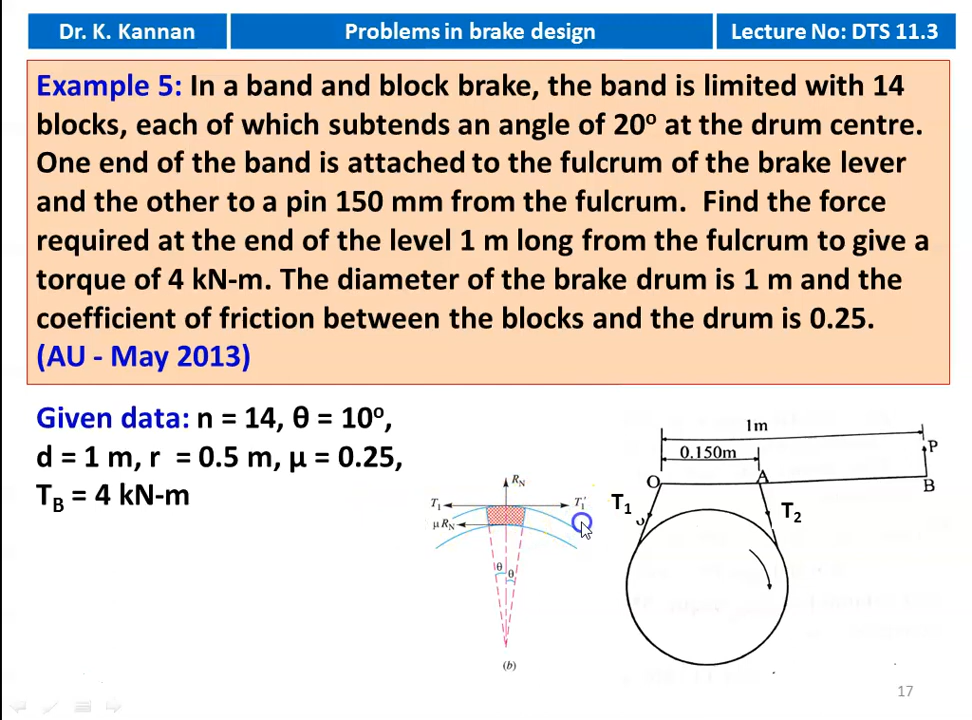 Dr. K. Kannan
Problems in brake design
Lecture No: DTS 11.3
Example 5: In a band and block brake, the band is limited with 14
blocks, each of which subtends an angle of 20º at the drum centre.
One end of the band is attached to the fulcrum of the brake lever
and the other to a pin 150 mm from the fulcrum. Find the force
required at the end of the level 1 m long from the fulcrum to give a
torque of 4 kN-m. The diameter of the brake drum is 1 m and the
coefficient of friction between the blocks and the drum is 0.25.
(AU - May 2013)
Given data: n = 14, θ = 10º,
d = 1 m, r = 0.5 m, μ = 0.25,
T_B = 4 kN-m
R_N
T_1
T_1'
μ R_N
θ
θ
(b)
1m
0.150m
P
O
A
B
T_1
T_2
17